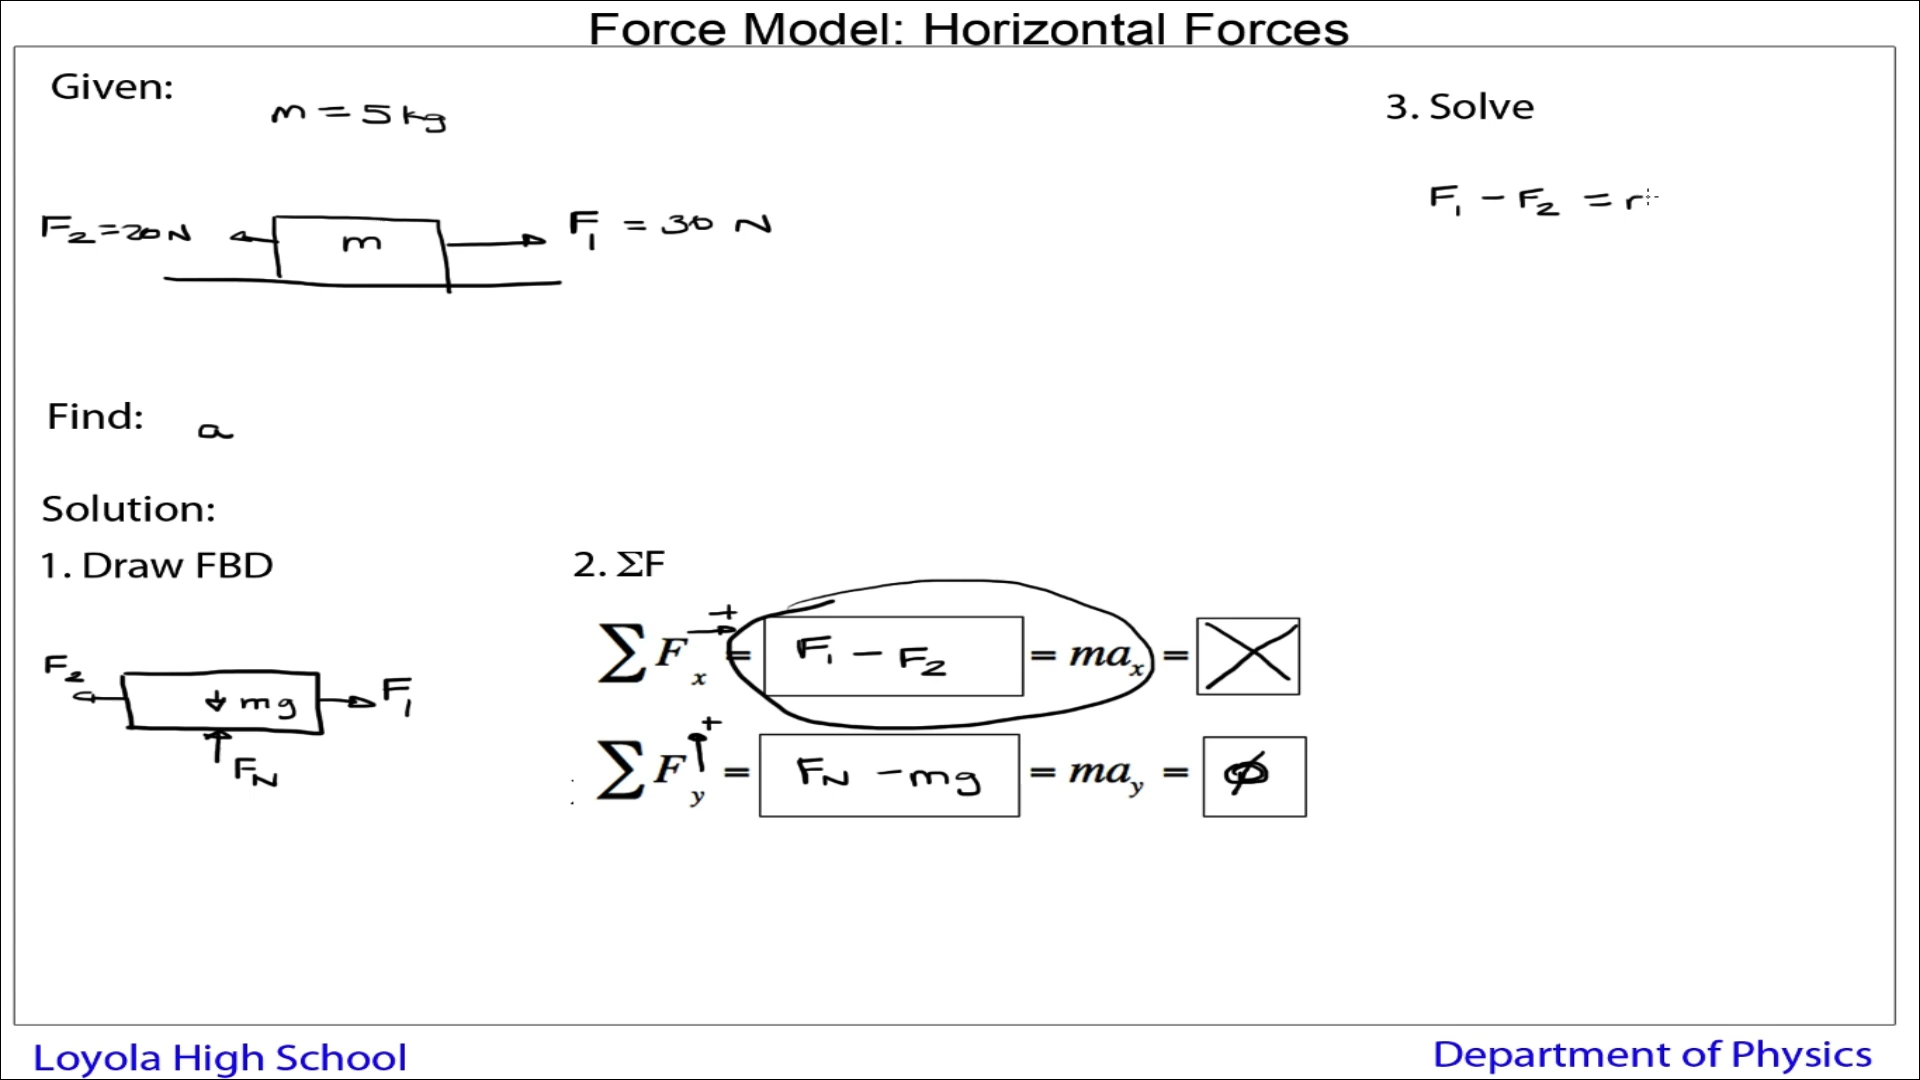 Force Model: Horizontal Forces
Given:
m = 5 kg
F₂ = 20 N
m
F₁ = 30 N
Find: a
Solution:
1. Draw FBD
F₂
↓ mg
F₁
F_N
2. ΣF
∑ F_x →+ = F₁ − F₂ = ma_x =
∑ F_y ↑+ = F_N − mg = ma_y = ∅
3. Solve
F₁ − F₂ =
Loyola High School
Department of Physics